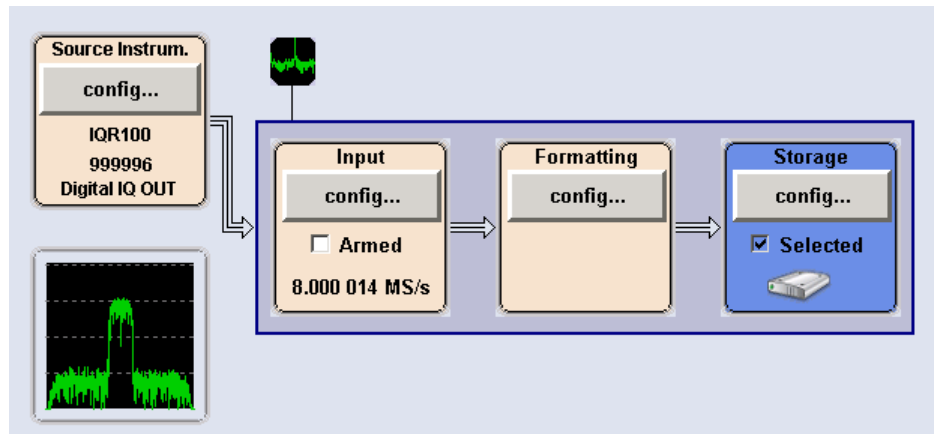 Source Instrum.
config...
IQR100
999996
Digital IQ OUT
Input
config...
Armed
8.000 014 MS/s
Formatting
config...
Storage
config...
Selected